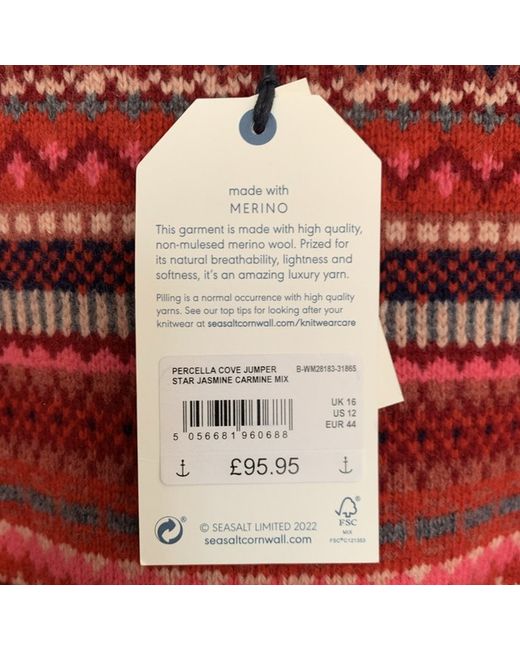 made with
MERINO
This garment is made with high quality,
non-mulesed merino wool. Prized for
its natural breathability, lightness and
softness, it's an amazing luxury yarn.
Pilling is a normal occurrence with high quality
yarns. See our top tips for looking after your
knitwear at seasaltcornwall.com/knitwearcare
PERCELLA COVE JUMPER B-WM28183-31865
STAR JASMINE CARMINE MIX
UK 16
US 12
EUR 44
5 056681 960688
£95.95
© SEASALT LIMITED 2022
seasaltcornwall.com
FSC
MIX
FSC® C121353